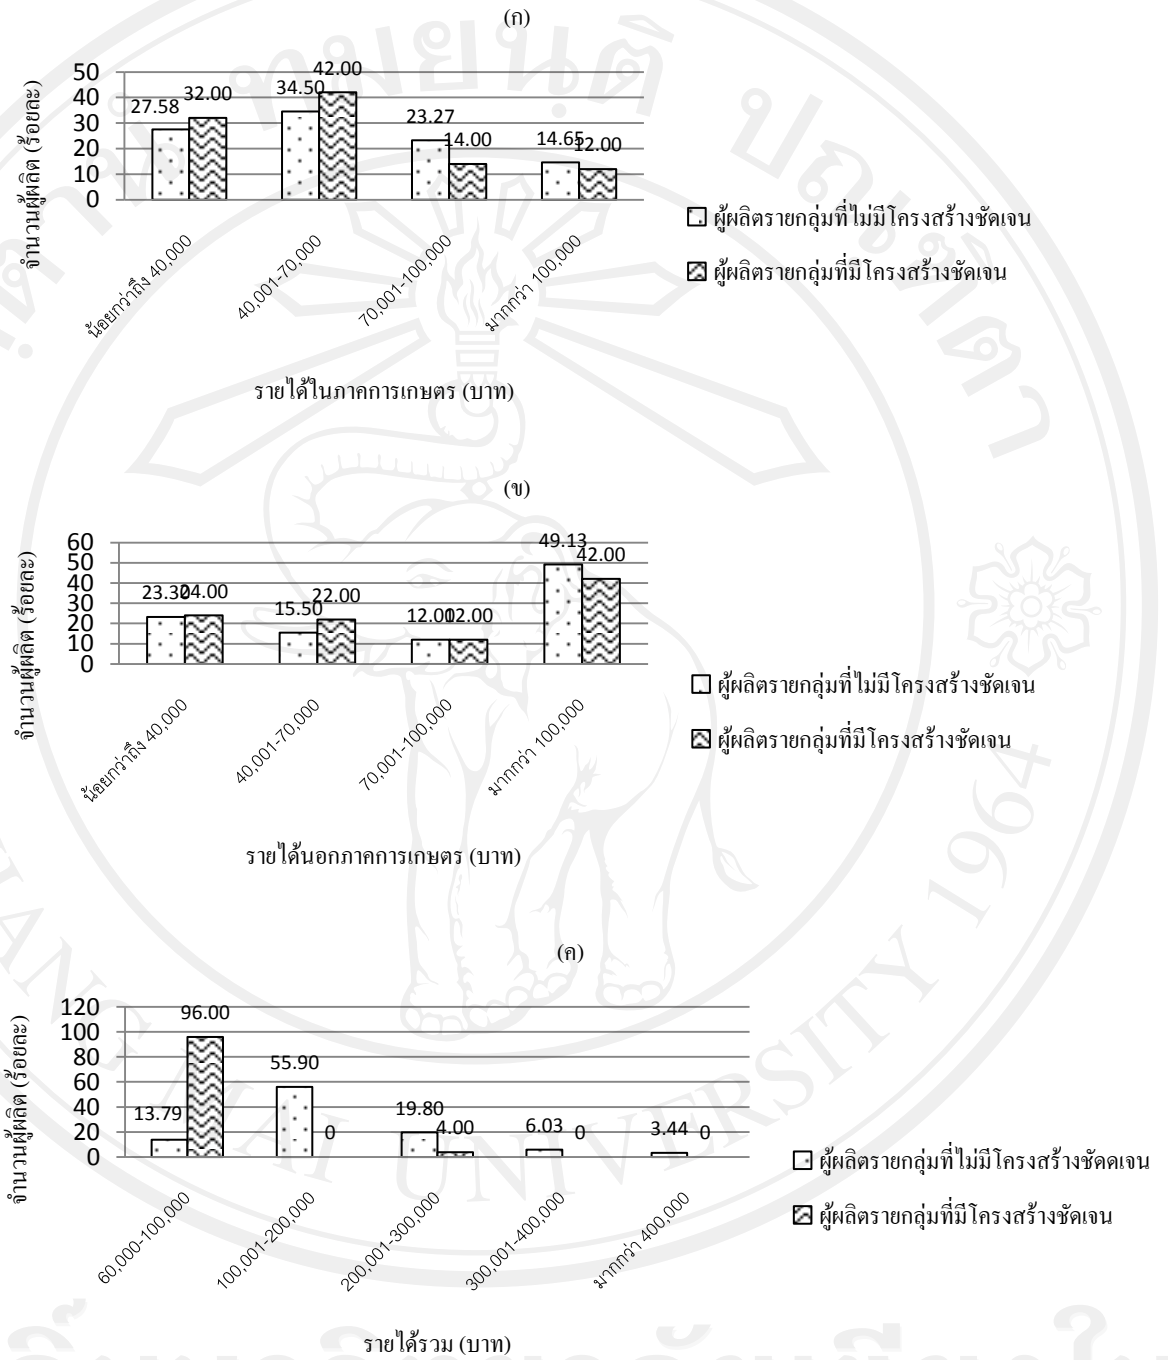 (ก)
จำนวนผู้ผลิต (ร้อยละ)
50
40
30
20
10
0
27.58
32.00
34.50
42.00
23.27
14.00
14.65
12.00
น้อยกว่าถึง 40,000
40,001-70,000
70,001-100,000
มากกว่า 100,000
ผู้ผลิตรายกลุ่มที่ไม่มีโครงสร้างชัดเจน
ผู้ผลิตรายกลุ่มที่มีโครงสร้างชัดเจน
รายได้ในภาคการเกษตร (บาท)
(ข)
จำนวนผู้ผลิต (ร้อยละ)
60
50
40
30
20
10
0
23.30
24.00
15.50
22.00
12.00
12.00
49.13
42.00
น้อยกว่าถึง 40,000
40,001-70,000
70,001-100,000
มากกว่า 100,000
ผู้ผลิตรายกลุ่มที่ไม่มีโครงสร้างชัดเจน
ผู้ผลิตรายกลุ่มที่มีโครงสร้างชัดเจน
รายได้นอกภาคการเกษตร (บาท)
(ค)
จำนวนผู้ผลิต (ร้อยละ)
120
100
80
60
40
20
0
13.79
96.00
55.90
0
19.80
4.00
6.03
0
3.44
0
60,000-100,000
100,001-200,000
200,001-300,000
300,001-400,000
มากกว่า 400,000
ผู้ผลิตรายกลุ่มที่ไม่มีโครงสร้างชัดดเจน
ผู้ผลิตรายกลุ่มที่มีโครงสร้างชัดเจน
รายได้รวม (บาท)
MAI UNIVERSITY 1964